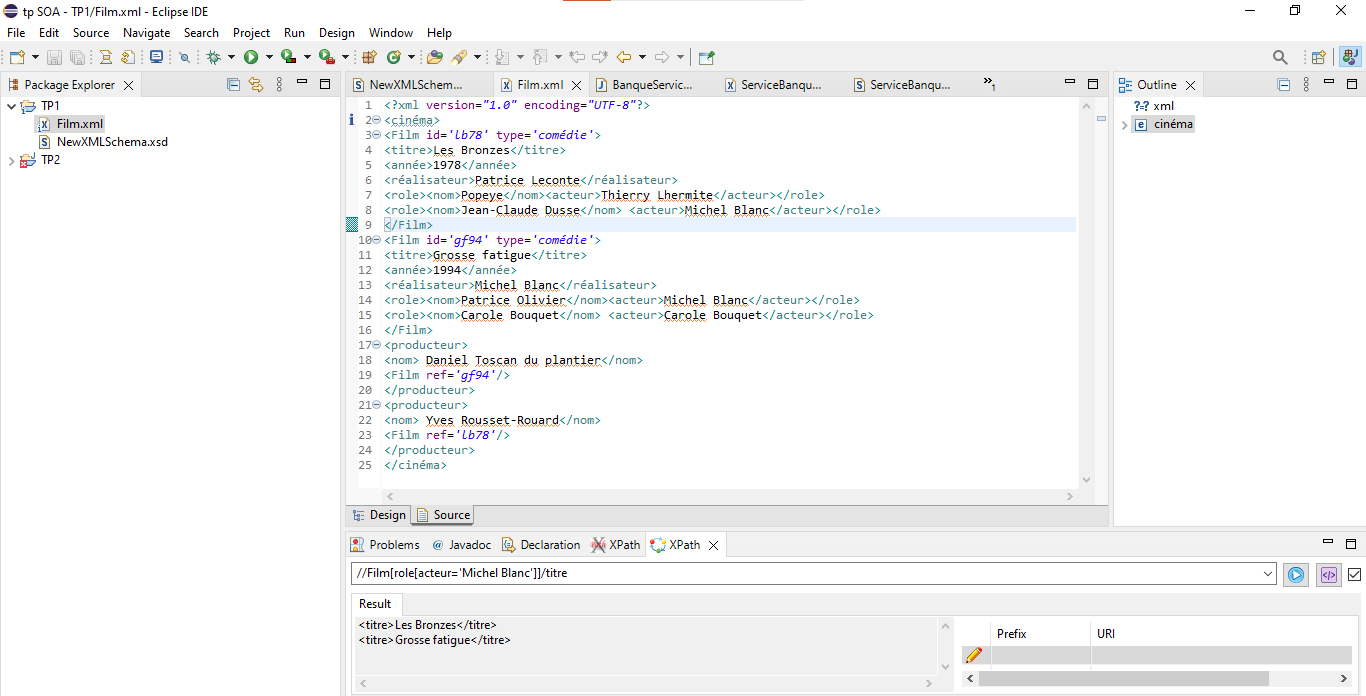 tp SOA - TP1/Film.xml - Eclipse IDE
File Edit Source Navigate Search Project Run Design Window Help
Package Explorer
TP1
Film.xml
NewXMLSchema.xsd
TP2
NewXMLSchem... Film.xml BanqueServic... ServiceBanqu... ServiceBanqu... »1
1 <?xml version="1.0" encoding="UTF-8"?>
2 <cinéma>
3 <Film id='lb78' type='comédie'>
4 <titre>Les Bronzes</titre>
5 <année>1978</année>
6 <réalisateur>Patrice Leconte</réalisateur>
7 <role><nom>Popeye</nom><acteur>Thierry Lhermite</acteur></role>
8 <role><nom>Jean-Claude Dusse</nom> <acteur>Michel Blanc</acteur></role>
9 </Film>
10 <Film id='gf94' type='comédie'>
11 <titre>Grosse fatigue</titre>
12 <année>1994</année>
13 <réalisateur>Michel Blanc</réalisateur>
14 <role><nom>Patrice Olivier</nom><acteur>Michel Blanc</acteur></role>
15 <role><nom>Carole Bouquet</nom> <acteur>Carole Bouquet</acteur></role>
16 </Film>
17 <producteur>
18 <nom> Daniel Toscan du plantier</nom>
19 <Film ref='gf94'/>
20 </producteur>
21 <producteur>
22 <nom> Yves Rousset-Rouard</nom>
23 <Film ref='lb78'/>
24 </producteur>
25 </cinéma>
Design Source
Outline
?-? xml
e cinéma
Problems @ Javadoc Declaration XPath XPath
//Film[role[acteur='Michel Blanc']]/titre
Result
<titre>Les Bronzes</titre>
<titre>Grosse fatigue</titre>
Prefix URI